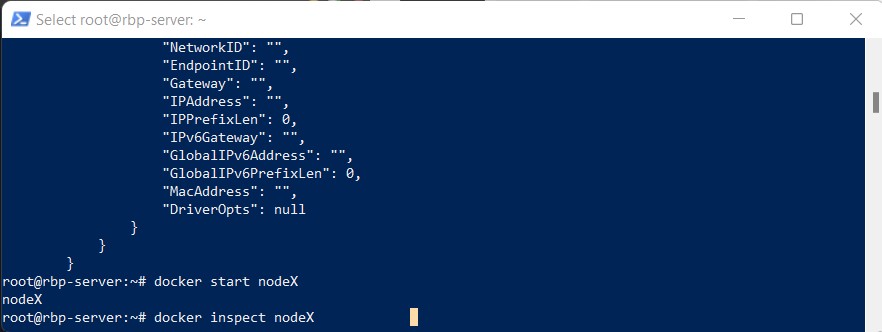 Select root@rbp-server: ~
"NetworkID": "",
"EndpointID": "",
"Gateway": "",
"IPAddress": "",
"IPPrefixLen": 0,
"IPv6Gateway": "",
"GlobalIPv6Address": "",
"GlobalIPv6PrefixLen": 0,
"MacAddress": "",
"DriverOpts": null
}
}
}
root@rbp-server:~# docker start nodeX
nodeX
root@rbp-server:~# docker inspect nodeX